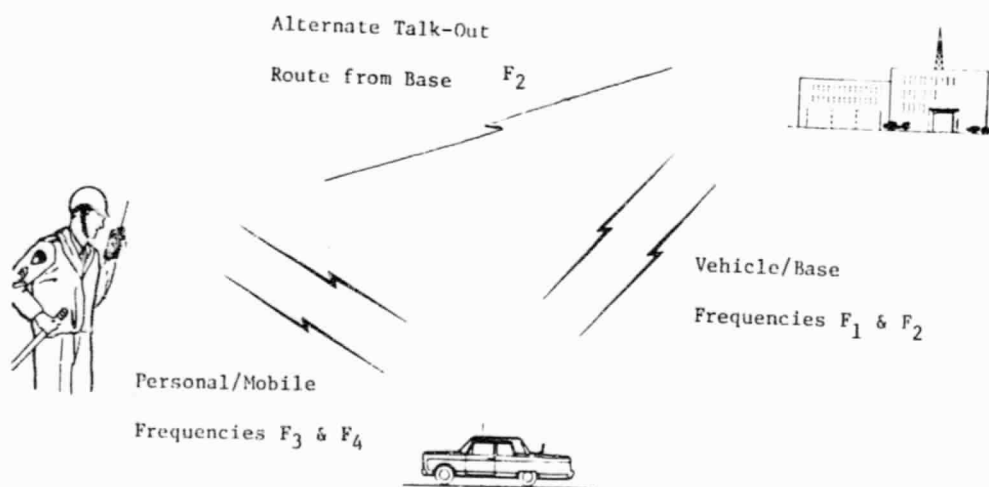 Alternate Talk-Out
Route from Base F₂
Vehicle/Base
Frequencies F₁ & F₂
Personal/Mobile
Frequencies F₃ & F₄